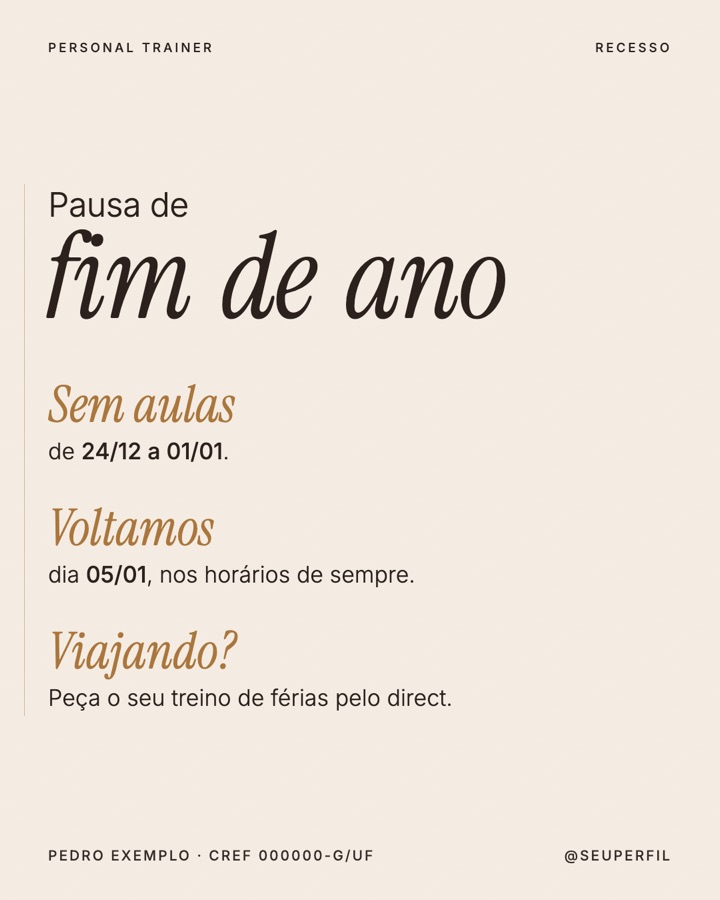 PERSONAL TRAINER
RECESSO
Pausa de
fim de ano
Sem aulas
de 24/12 a 01/01.
Voltamos
dia 05/01, nos horários de sempre.
Viajando?
Peça o seu treino de férias pelo direct.
PEDRO EXEMPLO · CREF 000000-G/UF
@SEUPERFIL